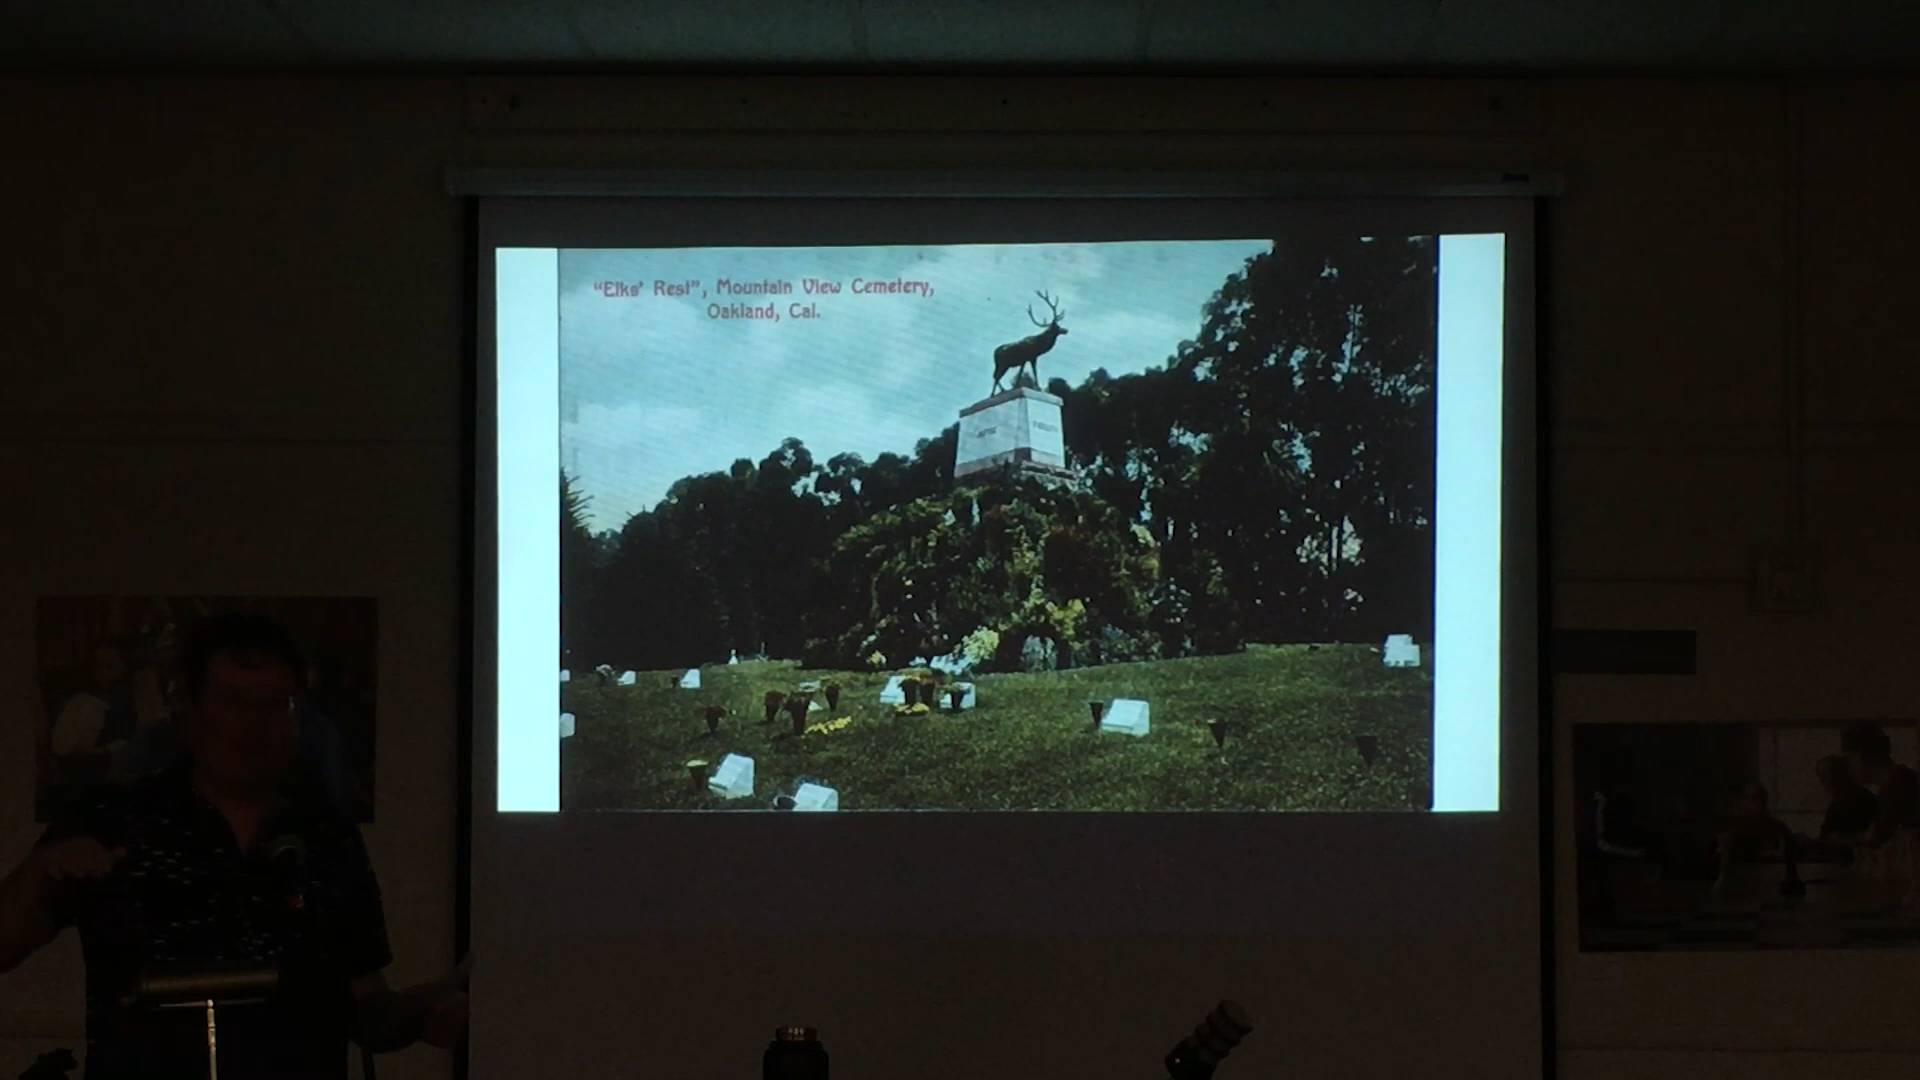 "Elks' Rest", Mountain View Cemetery,
Oakland, Cal.